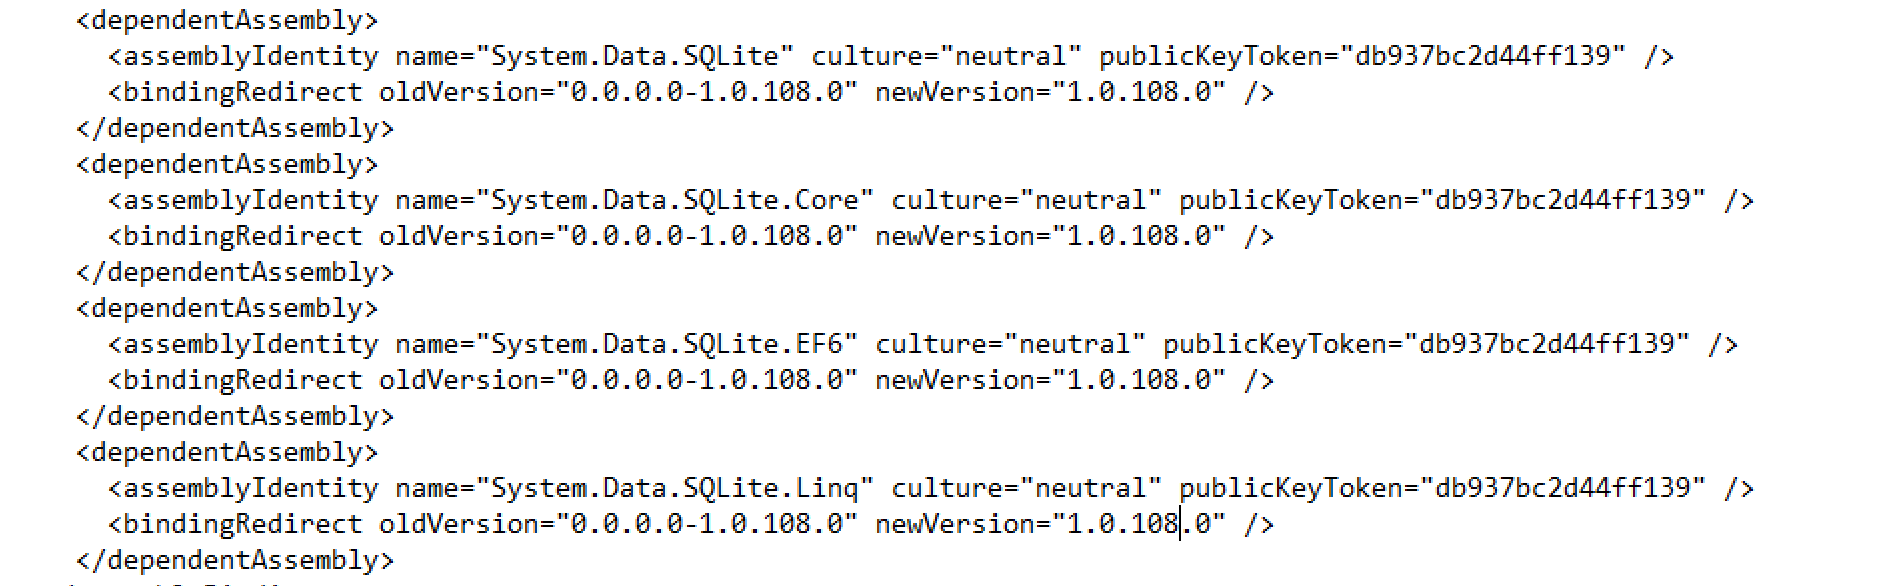 <dependentAssembly>
<assemblyIdentity name="System.Data.SQLite" culture="neutral" publicKeyToken="db937bc2d44ff139" />
<bindingRedirect oldVersion="0.0.0.0-1.0.108.0" newVersion="1.0.108.0" />
</dependentAssembly>
<dependentAssembly>
<assemblyIdentity name="System.Data.SQLite.Core" culture="neutral" publicKeyToken="db937bc2d44ff139" />
<bindingRedirect oldVersion="0.0.0.0-1.0.108.0" newVersion="1.0.108.0" />
</dependentAssembly>
<dependentAssembly>
<assemblyIdentity name="System.Data.SQLite.EF6" culture="neutral" publicKeyToken="db937bc2d44ff139" />
<bindingRedirect oldVersion="0.0.0.0-1.0.108.0" newVersion="1.0.108.0" />
</dependentAssembly>
<dependentAssembly>
<assemblyIdentity name="System.Data.SQLite.Linq" culture="neutral" publicKeyToken="db937bc2d44ff139" />
<bindingRedirect oldVersion="0.0.0.0-1.0.108.0" newVersion="1.0.108.0" />
</dependentAssembly>